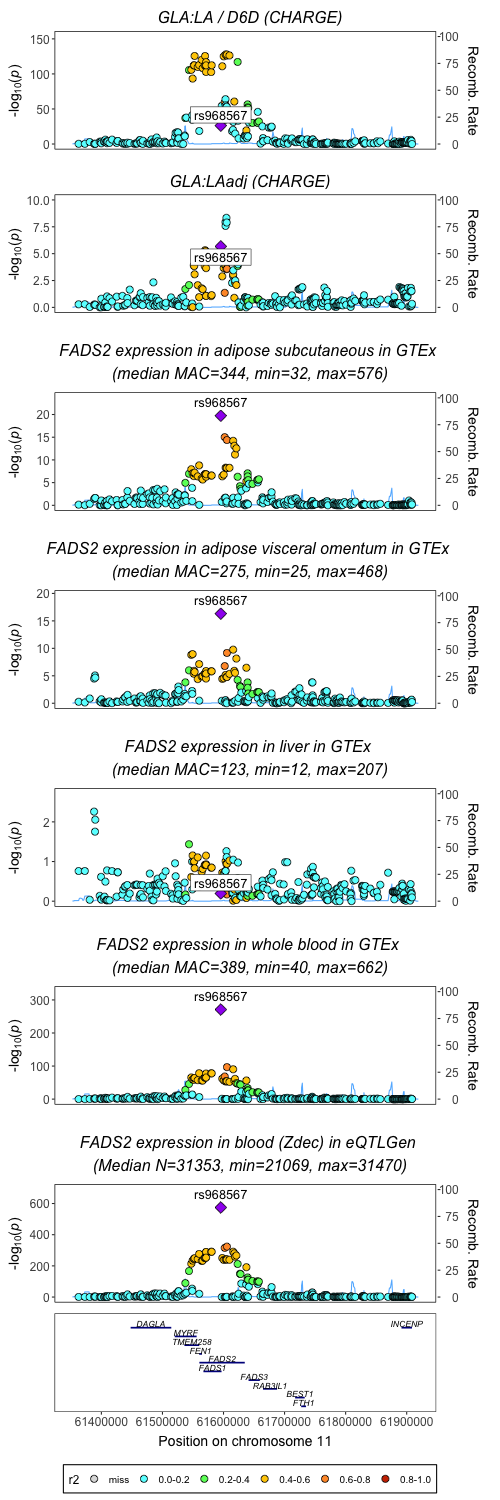 GLA:LA / D6D (CHARGE)
150
100
50
0
100
75
50
25
0
-log10(p)
Recomb. Rate
rs968567
GLA:LAadj (CHARGE)
10.0
7.5
5.0
2.5
0.0
100
75
50
25
0
-log10(p)
Recomb. Rate
rs968567
FADS2 expression in adipose subcutaneous in GTEx
(median MAC=344, min=32, max=576)
20
15
10
5
0
100
75
50
25
0
-log10(p)
Recomb. Rate
rs968567
FADS2 expression in adipose visceral omentum in GTEx
(median MAC=275, min=25, max=468)
20
15
10
5
0
100
75
50
25
0
-log10(p)
Recomb. Rate
rs968567
FADS2 expression in liver in GTEx
(median MAC=123, min=12, max=207)
2
1
0
100
75
50
25
0
-log10(p)
Recomb. Rate
rs968567
FADS2 expression in whole blood in GTEx
(median MAC=389, min=40, max=662)
300
200
100
0
100
75
50
25
0
-log10(p)
Recomb. Rate
rs968567
FADS2 expression in blood (Zdec) in eQTLGen
(Median N=31353, min=21069, max=31470)
600
400
200
0
100
75
50
25
0
-log10(p)
Recomb. Rate
rs968567
DAGLA INCENP
MYRF
TMEM258
FEN1
FADS2
FADS1
FADS3
RAB3IL1
BEST1
FTH1
61400000 61500000 61600000 61700000 61800000 61900000
Position on chromosome 11
r2 miss 0.0-0.2 0.2-0.4 0.4-0.6 0.6-0.8 0.8-1.0